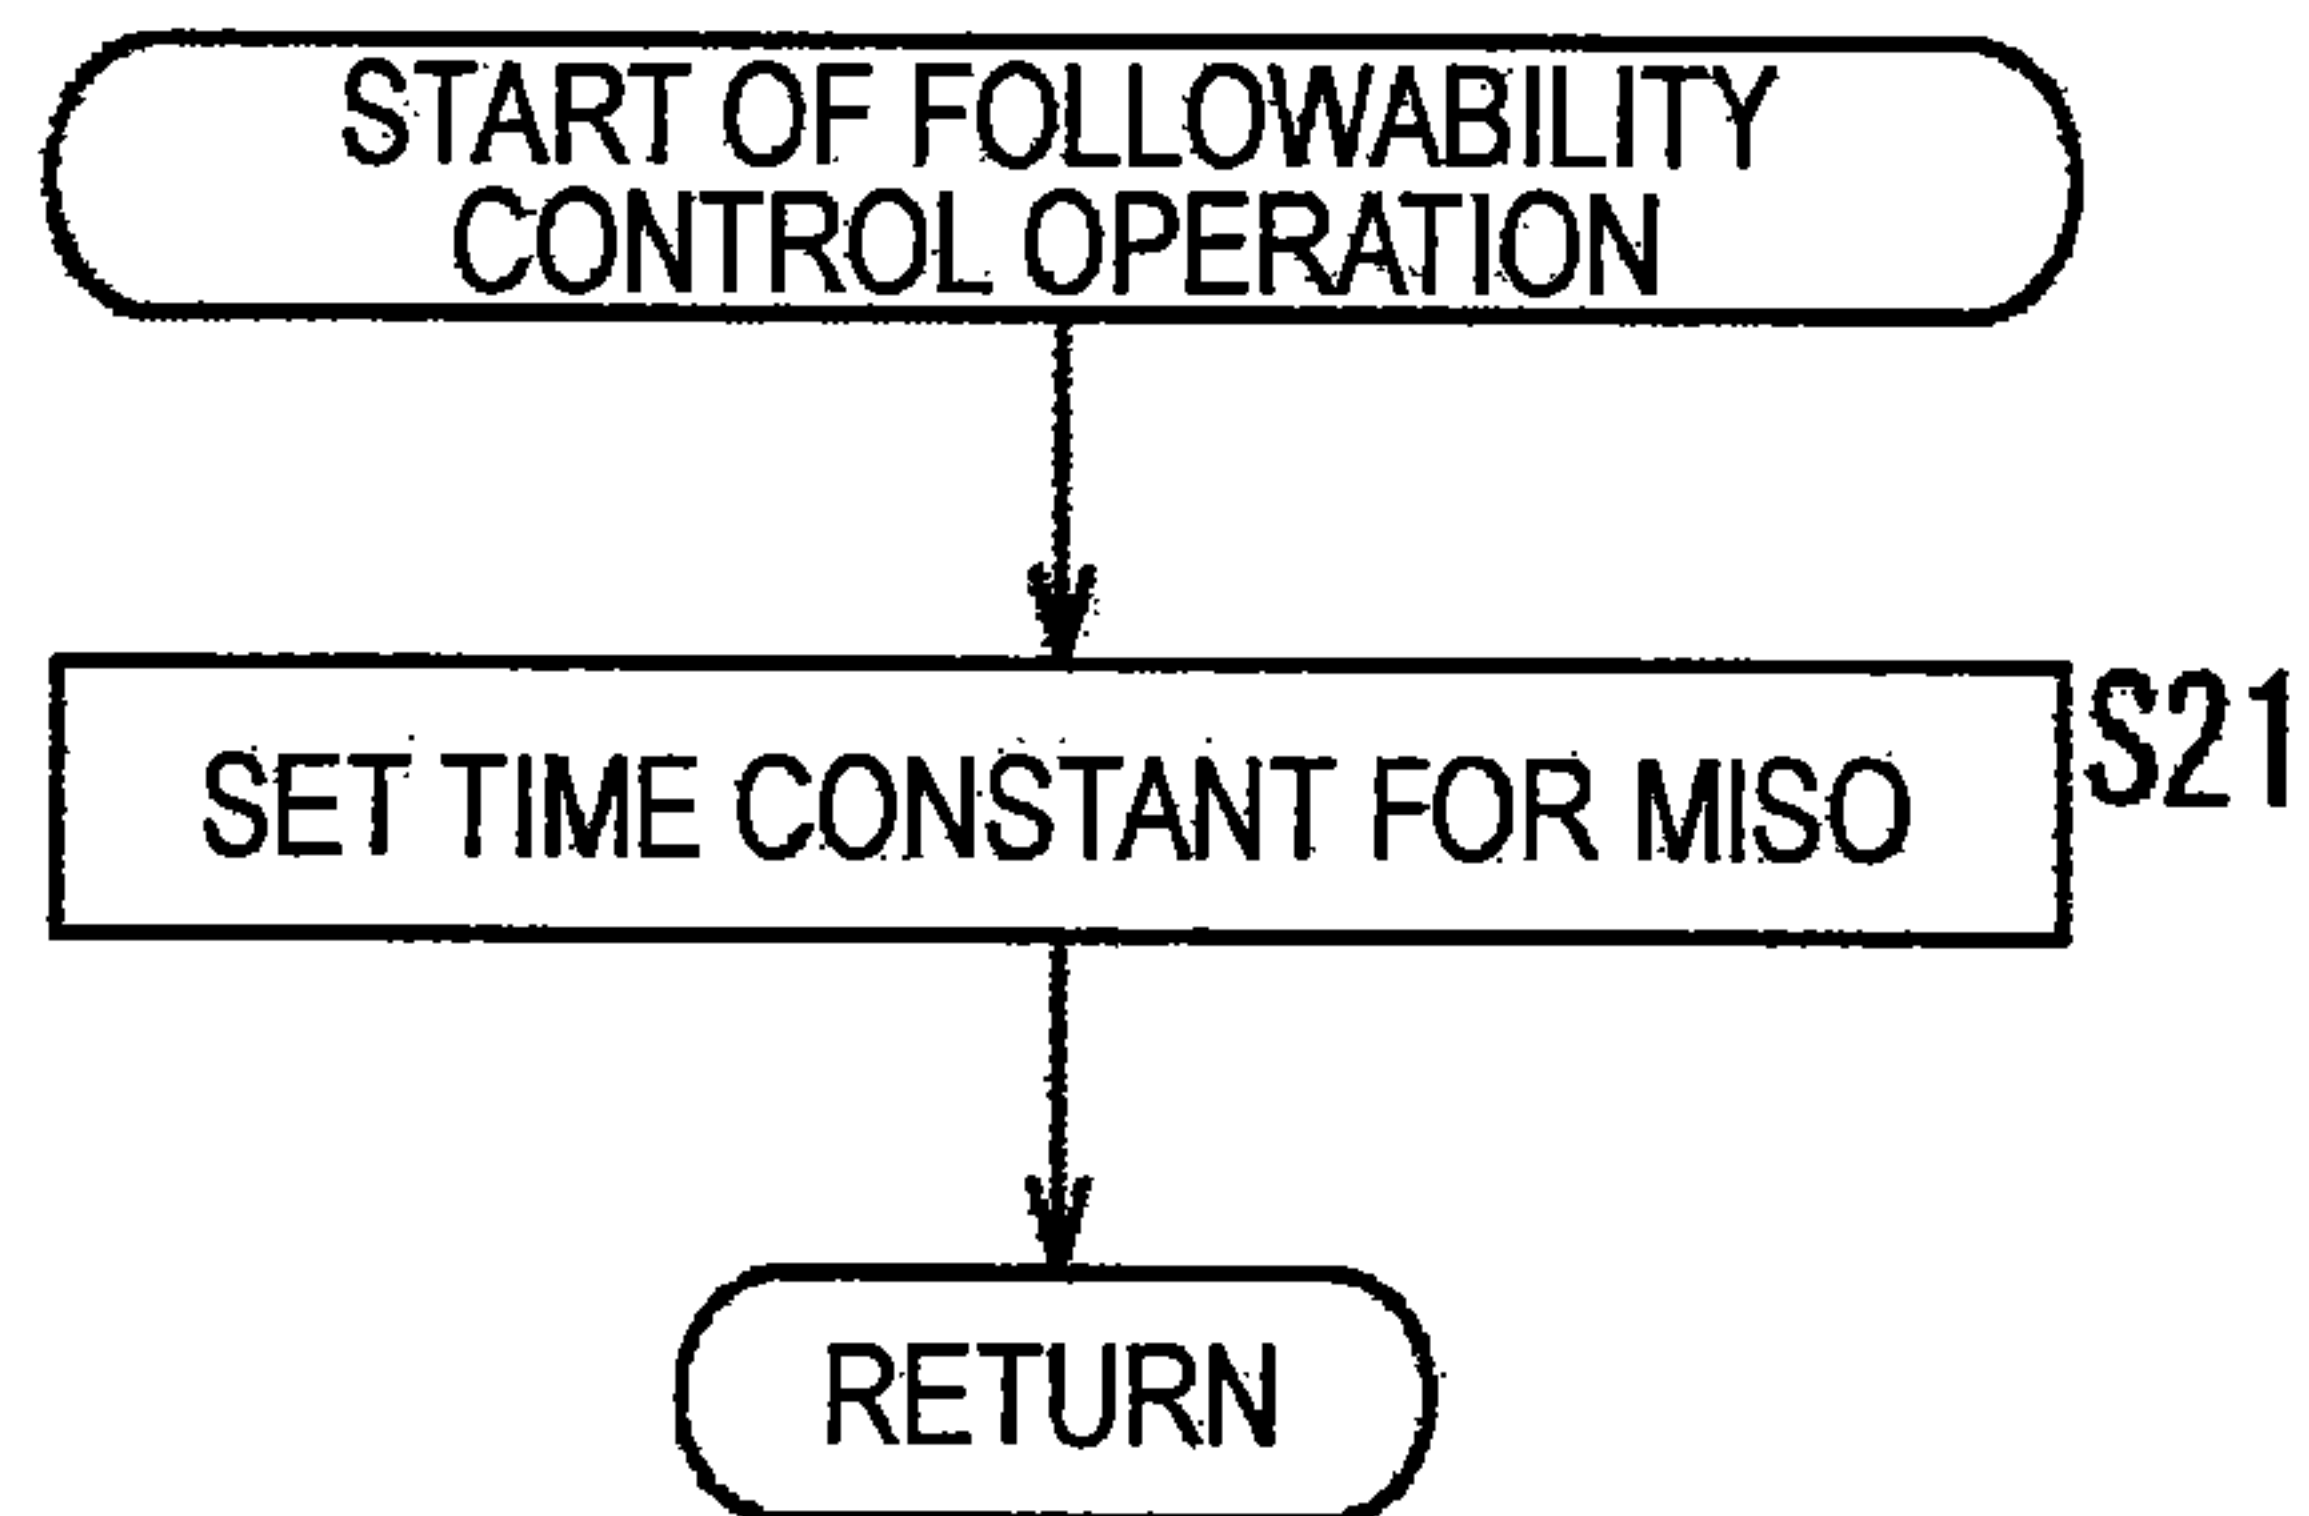 START OF FOLLOWABILITY
CONTROL OPERATION
SET TIME CONSTANT FOR MISO
S21
RETURN